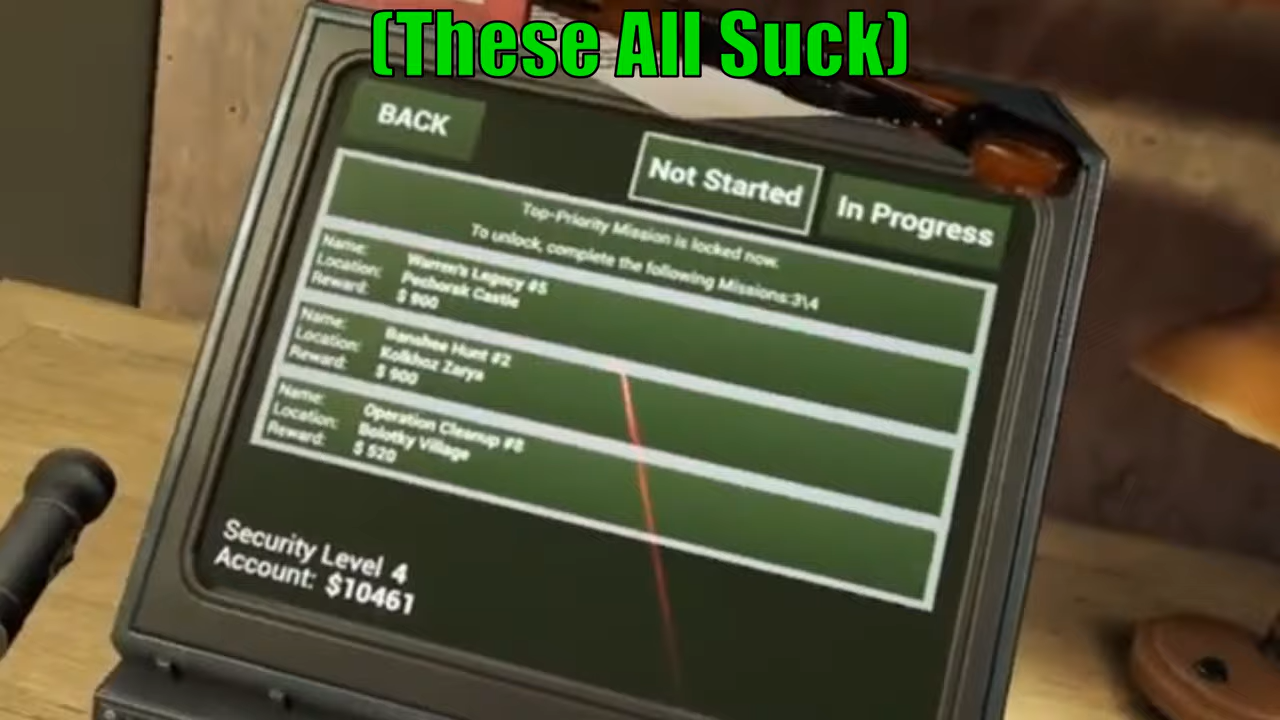 (These All Suck)
BACK
Not Started
In Progress
Top-Priority Mission is locked now.
To unlock, complete the following Missions:3\4
Name: Warren's Legacy #5
Location: Pechorsk Castle
Reward: $ 900
Name: Banshee Hunt #2
Location: Kolkhoz Zarya
Reward: $ 900
Name: Operation Cleanup #8
Location: Bolotky Village
Reward: $ 520
Security Level 4
Account: $10461